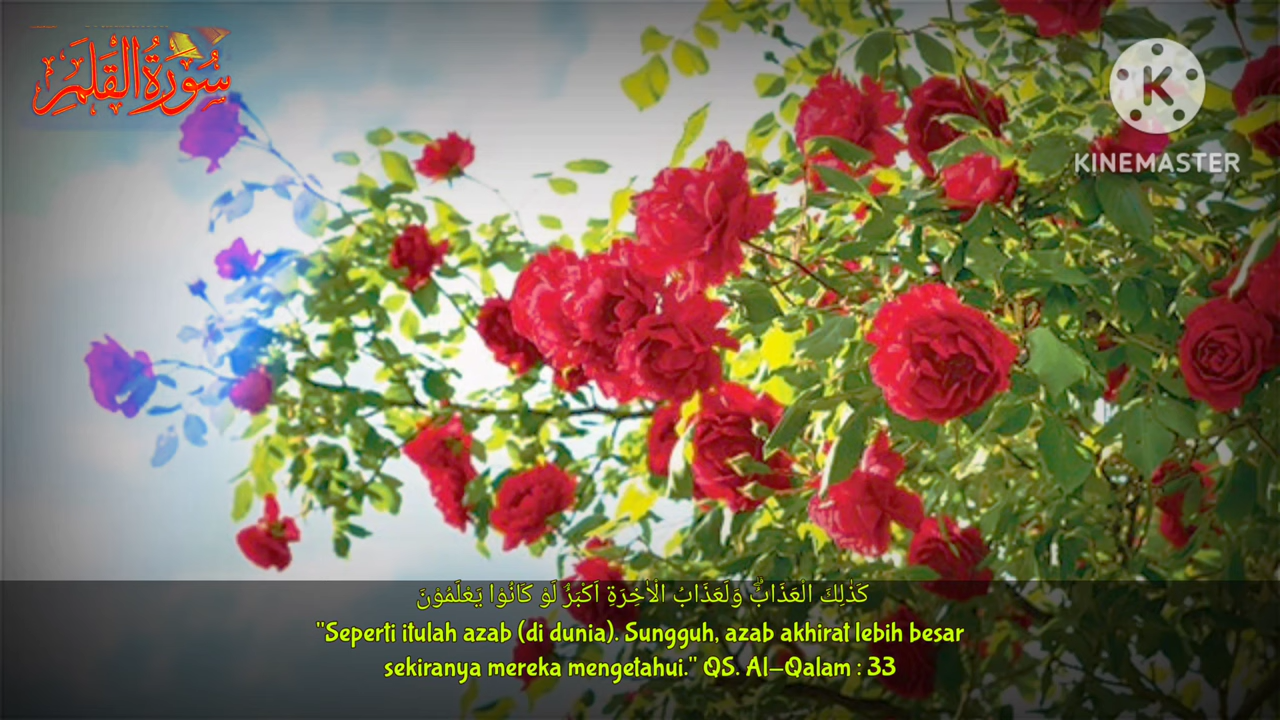 سُورَةُ الْقَلَمِ
K
KINEMASTER
كَذٰلِكَ الْعَذَابُۗ وَلَعَذَابُ الْاٰخِرَةِ اَكْبَرُۘ لَوْ كَانُوْا يَعْلَمُوْنَ
"Seperti itulah azab (di dunia). Sungguh, azab akhirat lebih besar
sekiranya mereka mengetahui." QS. Al-Qalam : 33